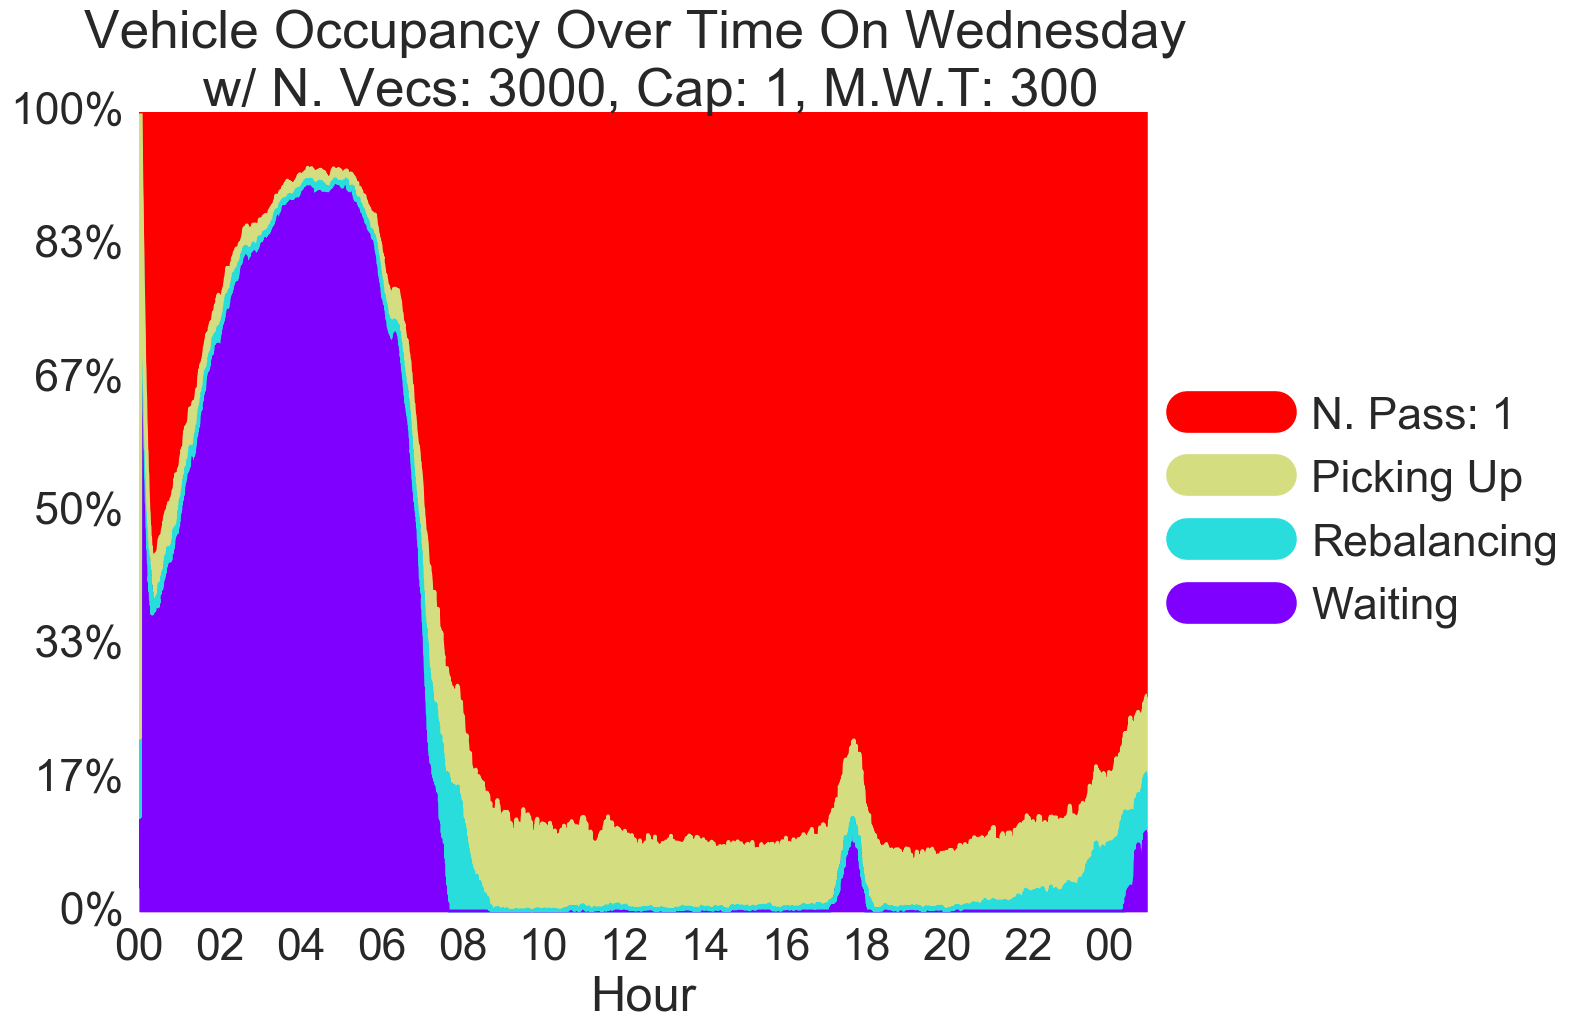 Vehicle Occupancy Over Time On Wednesday
w/ N. Vecs: 3000, Cap: 1, M.W.T: 300
100%
83%
67%
50%
33%
17%
0%
00 02 04 06 08 10 12 14 16 18 20 22 00
Hour
N. Pass: 1
Picking Up
Rebalancing
Waiting